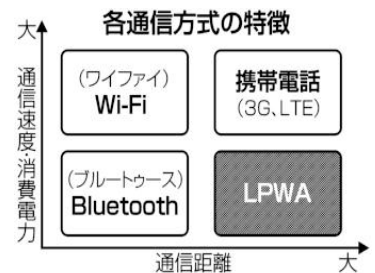 各通信方式の特徴
大
通信速度・消費電力
(ワイファイ)
Wi-Fi
携帯電話
(3G、LTE)
(ブルートゥース)
Bluetooth
LPWA
通信距離
大